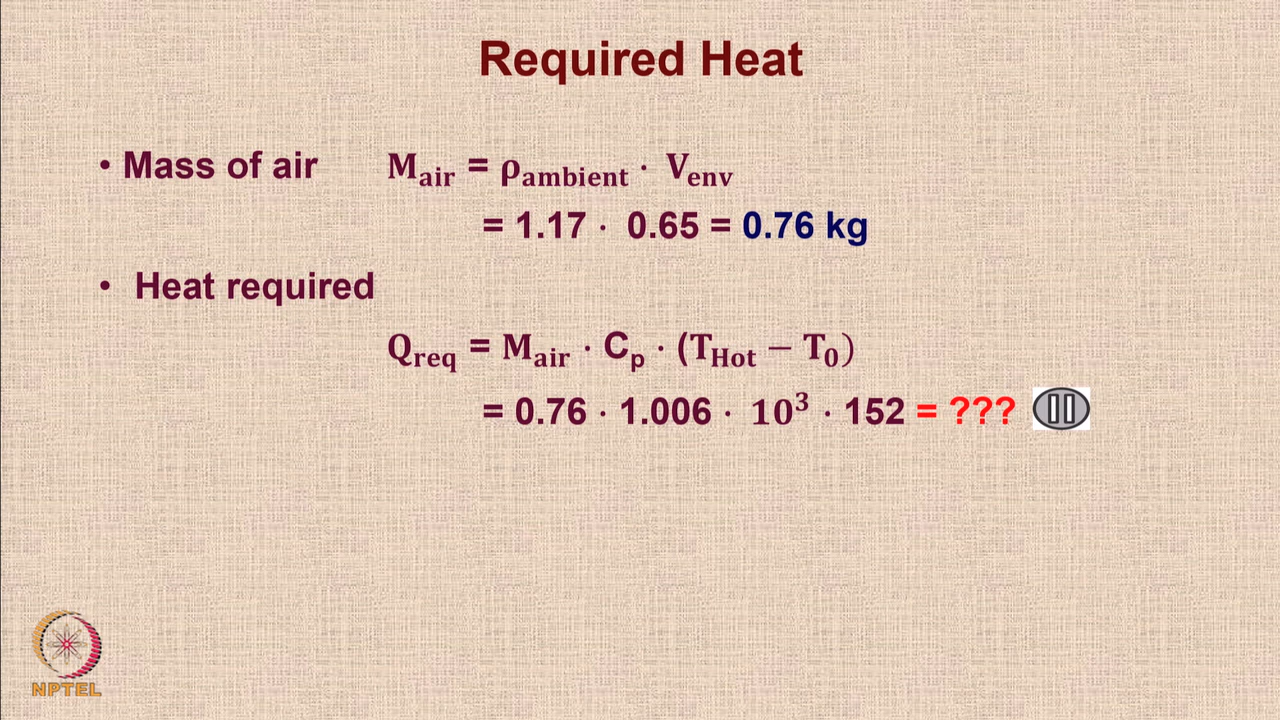 Required Heat
• Mass of air M_air = ρ_ambient · V_env
= 1.17 · 0.65 = 0.76 kg
• Heat required
Q_req = M_air · C_p · (T_Hot − T_0)
= 0.76 · 1.006 · 10³ · 152 = ???
NPTEL